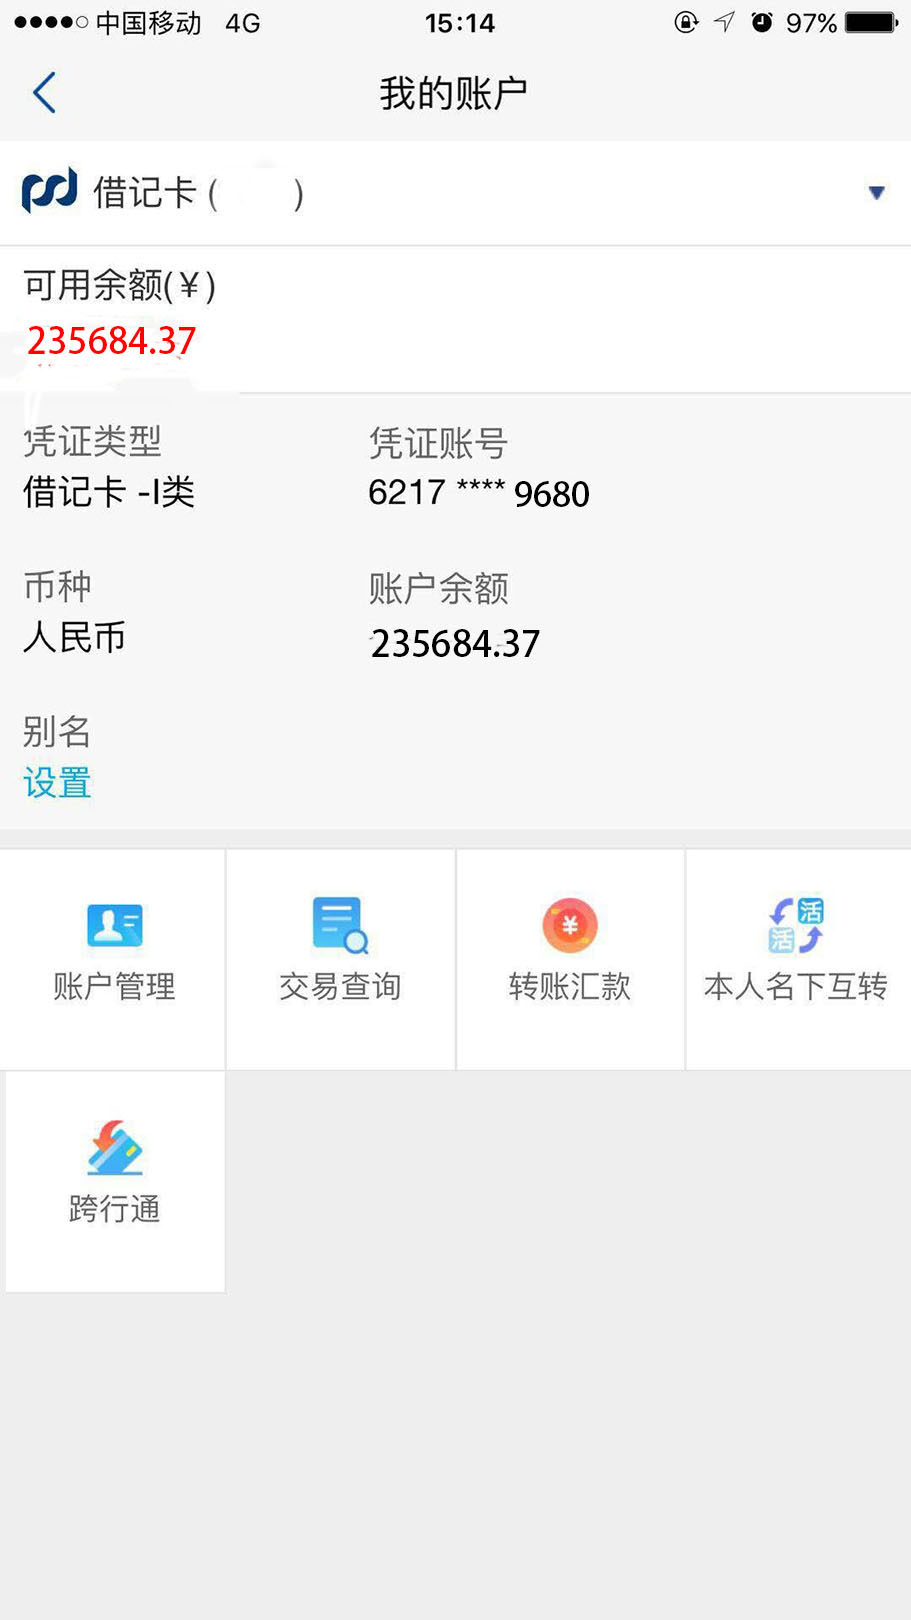 中国移动 4G 15:14 97%
我的账户
借记卡 ( )
可用余额(¥)
235684.37
凭证类型 凭证账号
借记卡 -I类 6217 **** 9680
币种 账户余额
人民币 235684.37
别名
设置
活
活
账户管理 交易查询 转账汇款 本人名下互转
跨行通